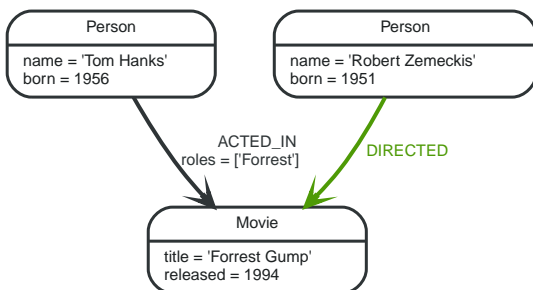 Person
name = 'Tom Hanks'
born = 1956
Person
name = 'Robert Zemeckis'
born = 1951
ACTED_IN
roles = ['Forrest']
DIRECTED
Movie
title = 'Forrest Gump'
released = 1994